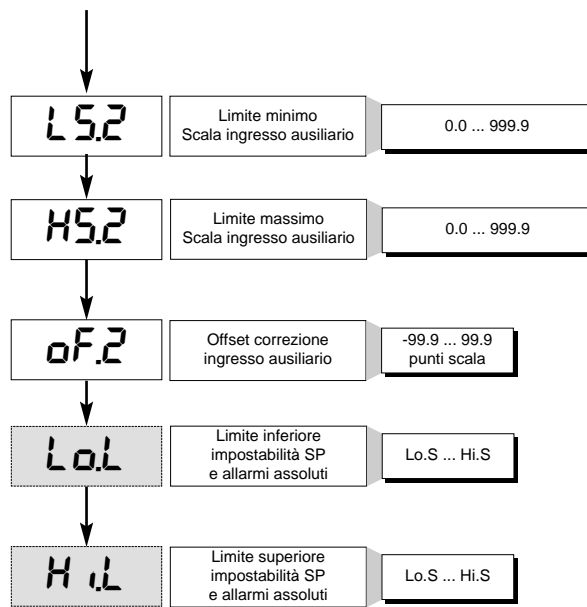 LS.2
Limite minimo
Scala ingresso ausiliario
0.0 ... 999.9
HS.2
Limite massimo
Scala ingresso ausiliario
0.0 ... 999.9
oF.2
Offset correzione
ingresso ausiliario
-99.9 ... 99.9
punti scala
Lo.L
Limite inferiore
impostabilità SP
e allarmi assoluti
Lo.S ... Hi.S
Hi.L
Limite superiore
impostabilità SP
e allarmi assoluti
Lo.S ... Hi.S